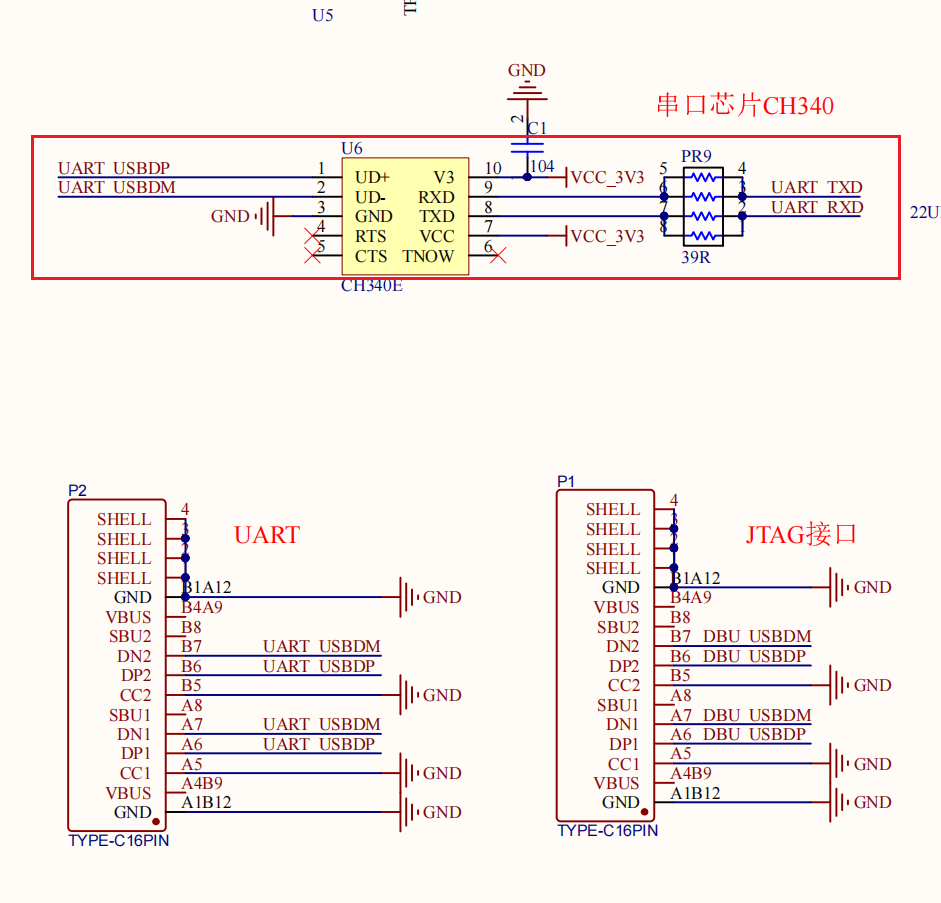 U5
GND
串口芯片CH340
2
C1
U6
PR9
UART_USBDP
1
UD+
V3
10
104
VCC_3V3
5
4
UART_USBDM
2
UD-
RXD
9
6
3
UART_TXD
GND
3
GND
TXD
8
7
2
UART_RXD
22U
4
RTS
VCC
7
VCC_3V3
8
5
CTS
TNOW
6
39R
CH340E
P2
UART
SHELL
4
SHELL
SHELL
SHELL
GND
B1A12
GND
VBUS
B4A9
SBU2
B8
DN2
B7
UART_USBDM
DP2
B6
UART_USBDP
CC2
B5
GND
SBU1
A8
DN1
A7
UART_USBDM
DP1
A6
UART_USBDP
CC1
A5
GND
VBUS
A4B9
GND
A1B12
GND
TYPE-C16PIN
P1
JTAG接口
SHELL
4
SHELL
SHELL
SHELL
GND
B1A12
GND
VBUS
B4A9
SBU2
B8
DN2
B7
DBU_USBDM
DP2
B6
DBU_USBDP
CC2
B5
GND
SBU1
A8
DN1
A7
DBU_USBDM
DP1
A6
DBU_USBDP
CC1
A5
GND
VBUS
A4B9
GND
A1B12
GND
TYPE-C16PIN